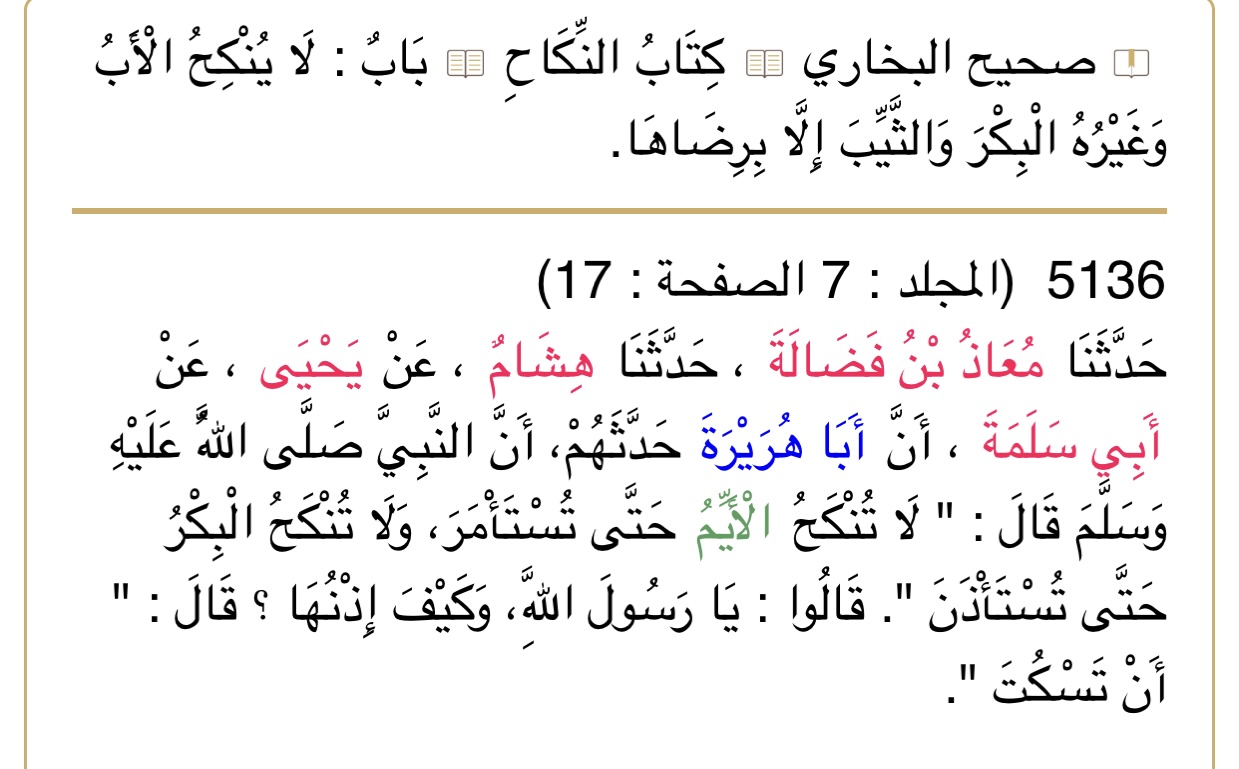 صحيح البخاري كِتَابُ النِّكَاحِ بَابٌ : لَا يُنْكِحُ الْأَبُ
وَغَيْرُهُ الْبِكْرَ وَالثَّيِّبَ إِلَّا بِرِضَاهَا.
5136 (المجلد : 7 الصفحة : 17)
حَدَّثَنَا مُعَاذُ بْنُ فَضَالَةَ ، حَدَّثَنَا هِشَامٌ ، عَنْ يَحْيَى ، عَنْ
أَبِي سَلَمَةَ ، أَنَّ أَبَا هُرَيْرَةَ حَدَّثَهُمْ، أَنَّ النَّبِيَّ صَلَّى اللَّهُ عَلَيْهِ
وَسَلَّمَ قَالَ : " لَا تُنْكَحُ الْأَيِّمُ حَتَّى تُسْتَأْمَرَ، وَلَا تُنْكَحُ الْبِكْرُ
حَتَّى تُسْتَأْذَنَ ". قَالُوا : يَا رَسُولَ اللَّهِ، وَكَيْفَ إِذْنُهَا ؟ قَالَ : "
أَنْ تَسْكُتَ ".